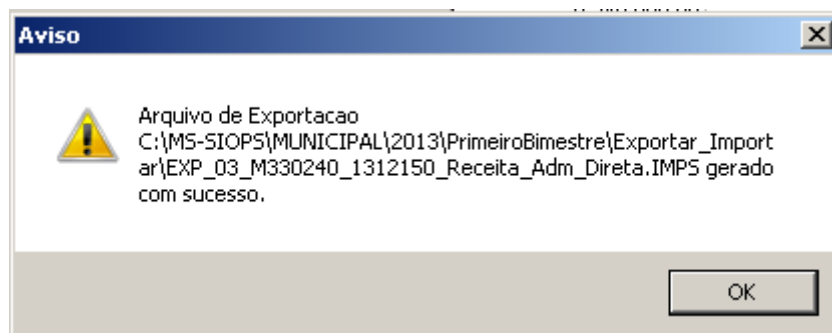 Aviso
Arquivo de Exportacao
C:\MS-SIOPS\MUNICIPAL\2013\PrimeiroBimestre\Exportar_Import
ar\EXP_03_M330240_1312150_Receita_Adm_Direta.IMPS gerado
com sucesso.
OK